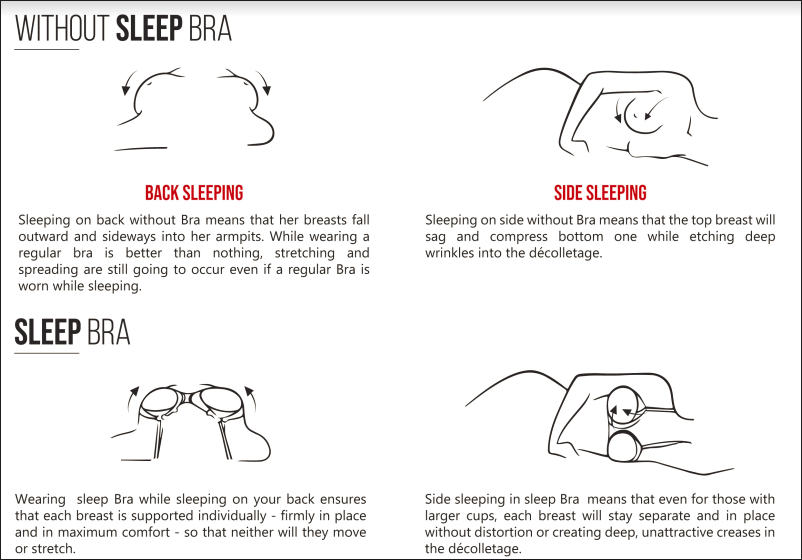 WITHOUT SLEEP BRA
BACK SLEEPING
Sleeping on back without Bra means that her breasts fall
outward and sideways into her armpits. While wearing a
regular bra is better than nothing, stretching and
spreading are still going to occur even if a regular Bra is
worn while sleeping.
SIDE SLEEPING
Sleeping on side without Bra means that the top breast will
sag and compress bottom one while etching deep
wrinkles into the décolletage.
SLEEP BRA
Wearing sleep Bra while sleeping on your back ensures
that each breast is supported individually - firmly in place
and in maximum comfort - so that neither will they move
or stretch.
Side sleeping in sleep Bra means that even for those with
larger cups, each breast will stay separate and in place
without distortion or creating deep, unattractive creases in
the décolletage.